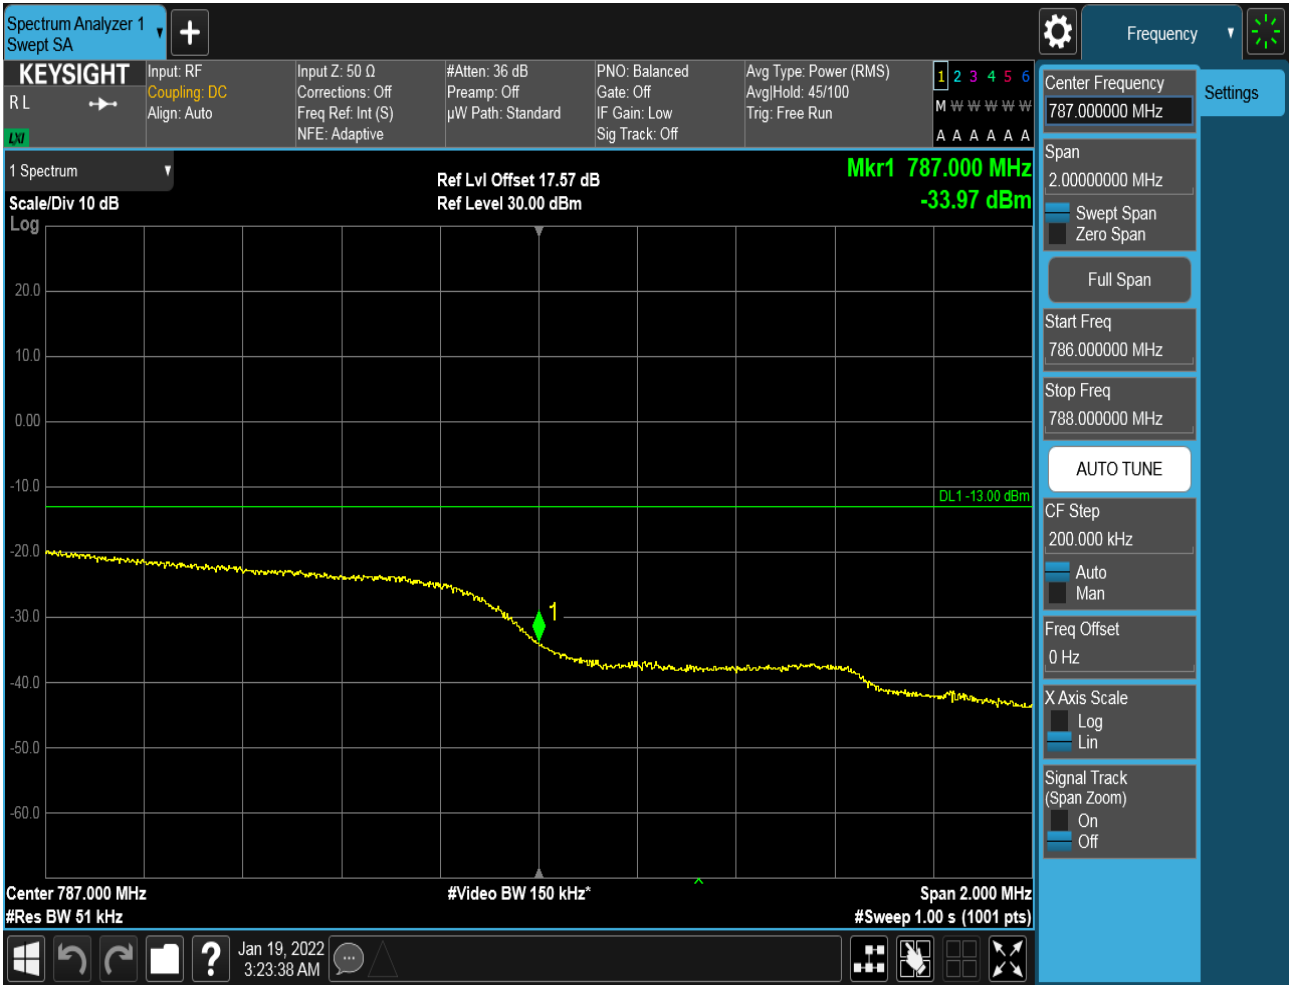 Spectrum Analyzer 1
Swept SA
+
Frequency
KEYSIGHT
R L
LXI
Input: RF
Coupling: DC
Align: Auto
Input Z: 50 Ω
Corrections: Off
Freq Ref: Int (S)
NFE: Adaptive
#Atten: 36 dB
Preamp: Off
µW Path: Standard
PNO: Balanced
Gate: Off
IF Gain: Low
Sig Track: Off
Avg Type: Power (RMS)
Avg|Hold: 45/100
Trig: Free Run
1 2 3 4 5 6
M W W W W W
A A A A A A
1 Spectrum
Scale/Div 10 dB
Log
Ref Lvl Offset 17.57 dB
Ref Level 30.00 dBm
Mkr1 787.000 MHz
-33.97 dBm
20.0
10.0
0.00
-10.0
-20.0
-30.0
-40.0
-50.0
-60.0
DL1 -13.00 dBm
1
Center 787.000 MHz
#Res BW 51 kHz
#Video BW 150 kHz*
Span 2.000 MHz
#Sweep 1.00 s (1001 pts)
Center Frequency
787.000000 MHz
Settings
Span
2.00000000 MHz
Swept Span
Zero Span
Full Span
Start Freq
786.000000 MHz
Stop Freq
788.000000 MHz
AUTO TUNE
CF Step
200.000 kHz
Auto
Man
Freq Offset
0 Hz
X Axis Scale
Log
Lin
Signal Track
(Span Zoom)
On
Off
?
Jan 19, 2022
3:23:38 AM